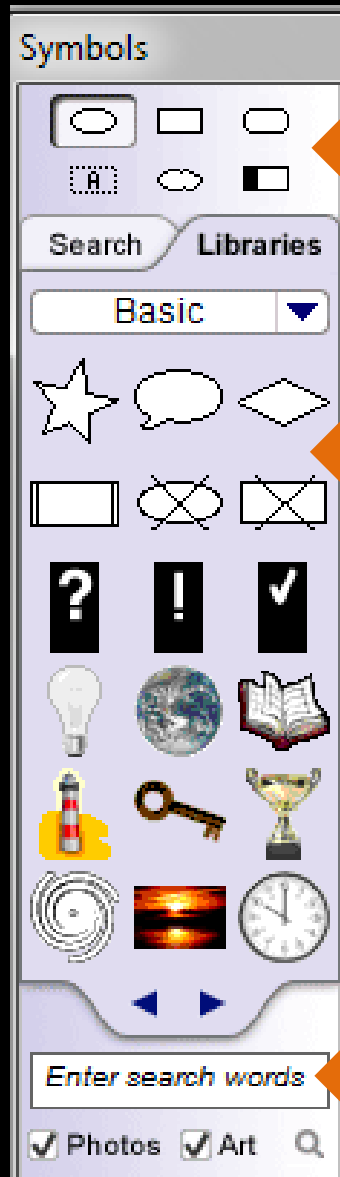 Symbols
A
Search Libraries
Basic
? ! ✓
Enter search words
Photos Art